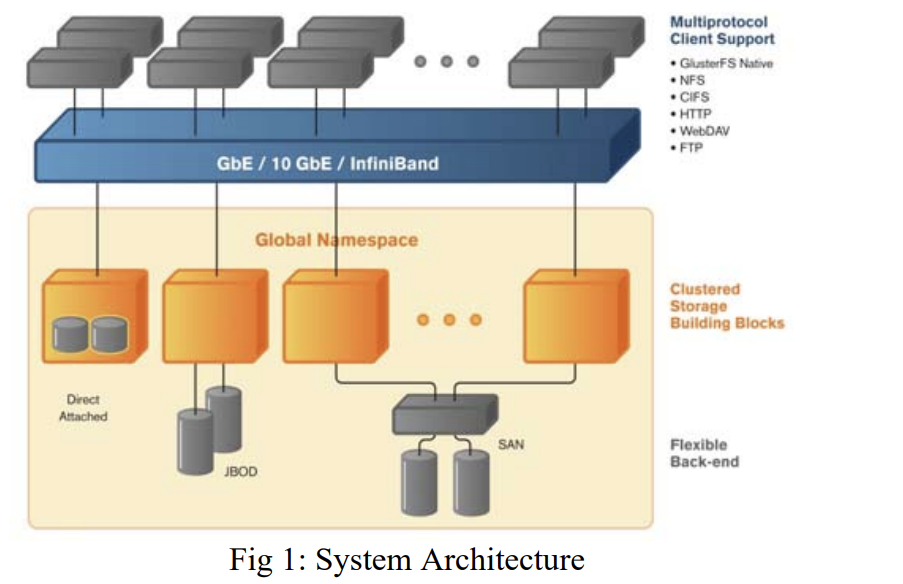 Multiprotocol
Client Support
• GlusterFS Native
• NFS
• CIFS
• HTTP
• WebDAV
• FTP
GbE / 10 GbE / InfiniBand
Global Namespace
Clustered
Storage
Building Blocks
Direct
Attached
JBOD
SAN
Flexible
Back-end
Fig 1: System Architecture